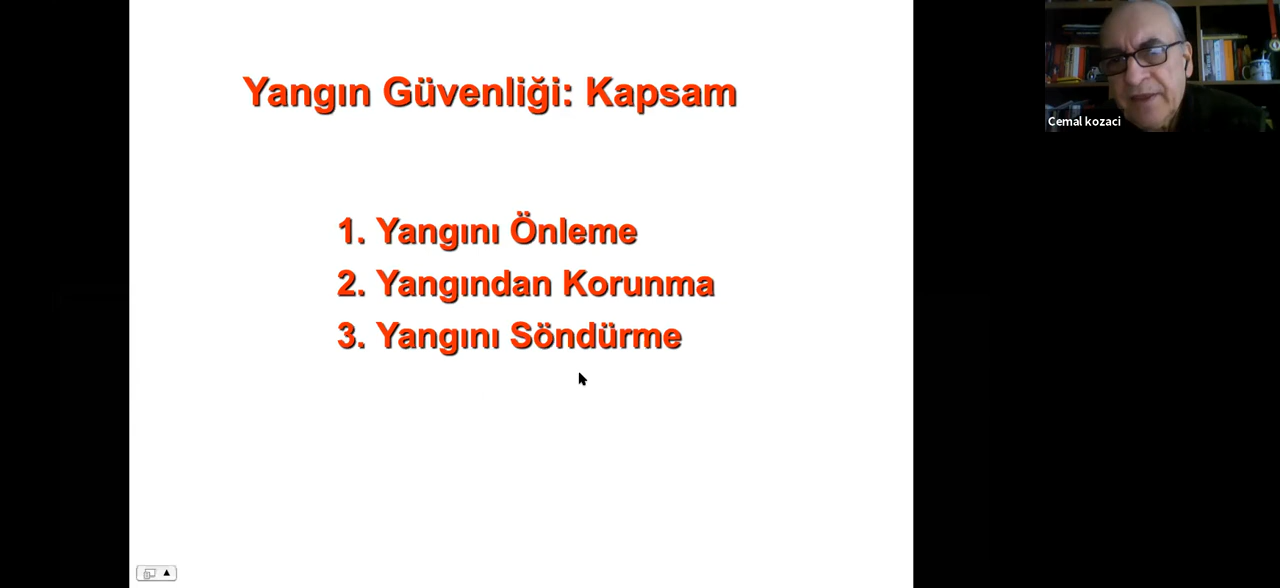 Yangın Güvenliği: Kapsam
1. Yangını Önleme
2. Yangından Korunma
3. Yangını Söndürme
Cemal kozaci